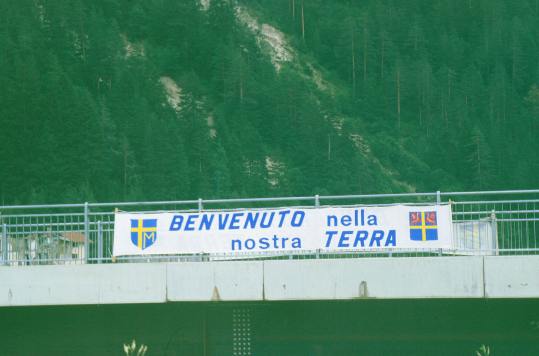 BENVENUTO nella
nostra TERRA
M